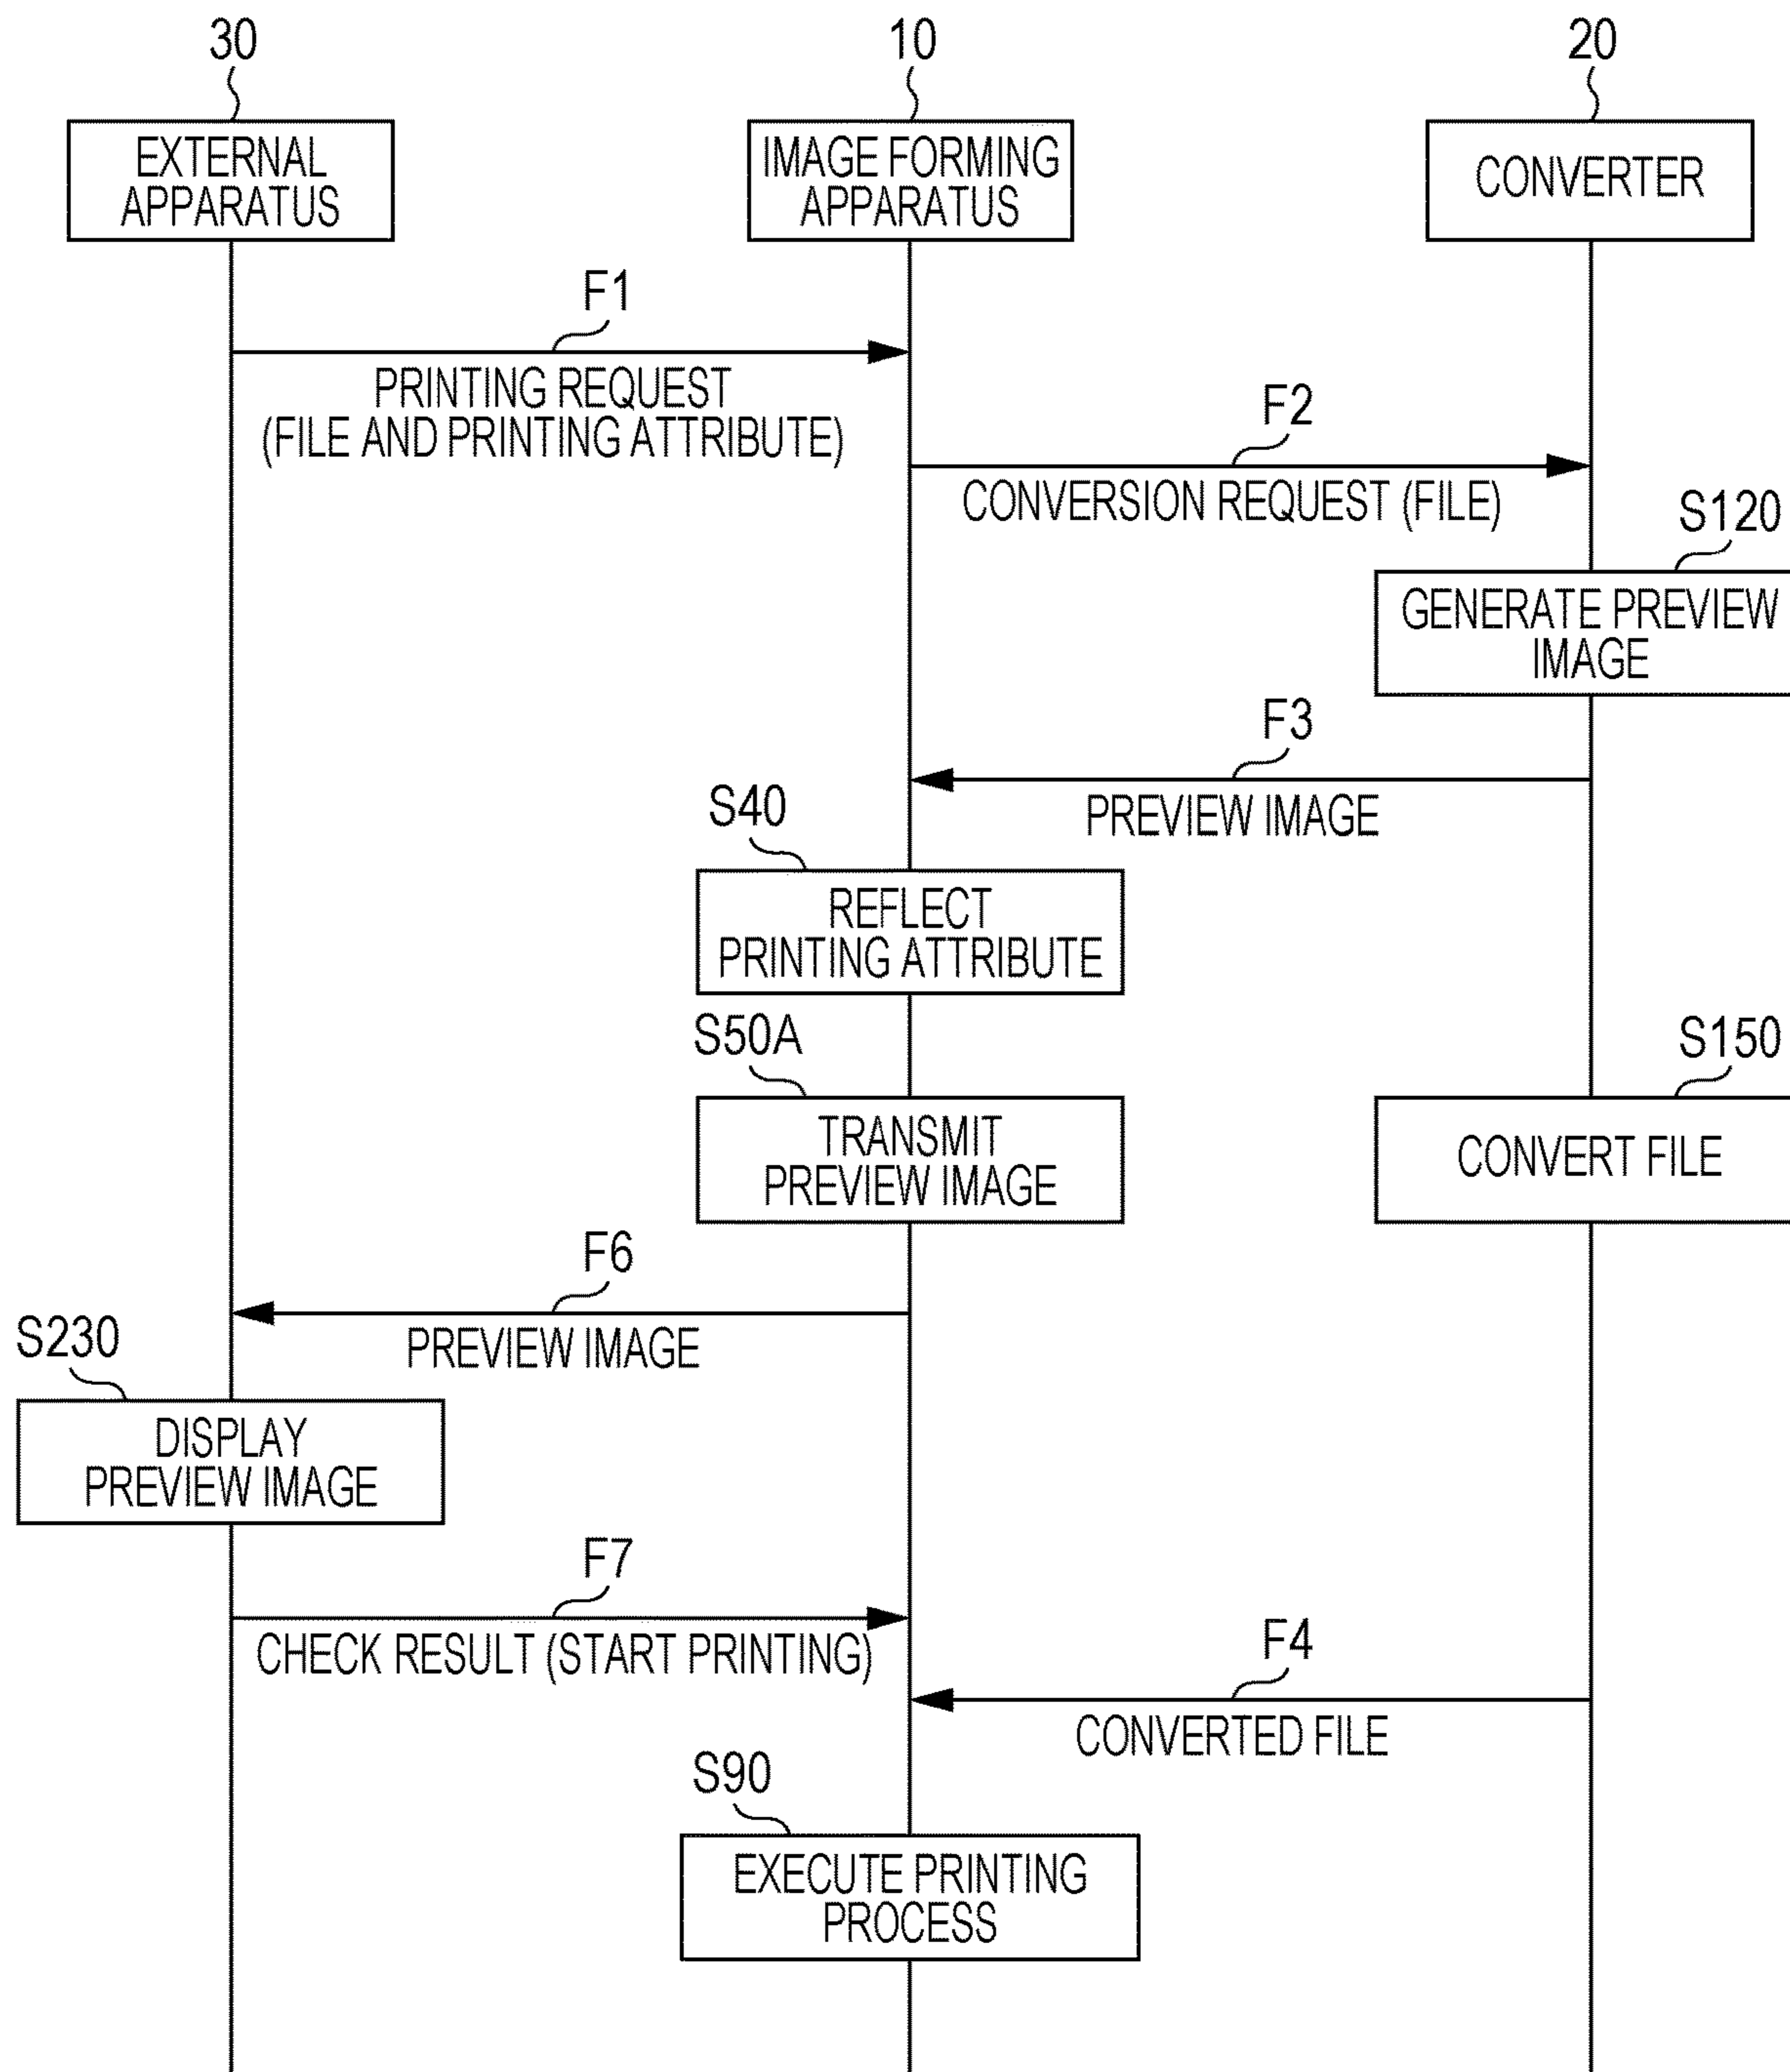 30
10
20
EXTERNAL
APPARATUS
IMAGE FORMING
APPARATUS
CONVERTER
F1
PRINTING REQUEST
(FILE AND PRINTING ATTRIBUTE)
F2
CONVERSION REQUEST (FILE)
S120
GENERATE PREVIEW
IMAGE
F3
PREVIEW IMAGE
S40
REFLECT
PRINTING ATTRIBUTE
S50A
TRANSMIT
PREVIEW IMAGE
S150
CONVERT FILE
F6
PREVIEW IMAGE
S230
DISPLAY
PREVIEW IMAGE
F7
CHECK RESULT (START PRINTING)
F4
CONVERTED FILE
S90
EXECUTE PRINTING
PROCESS